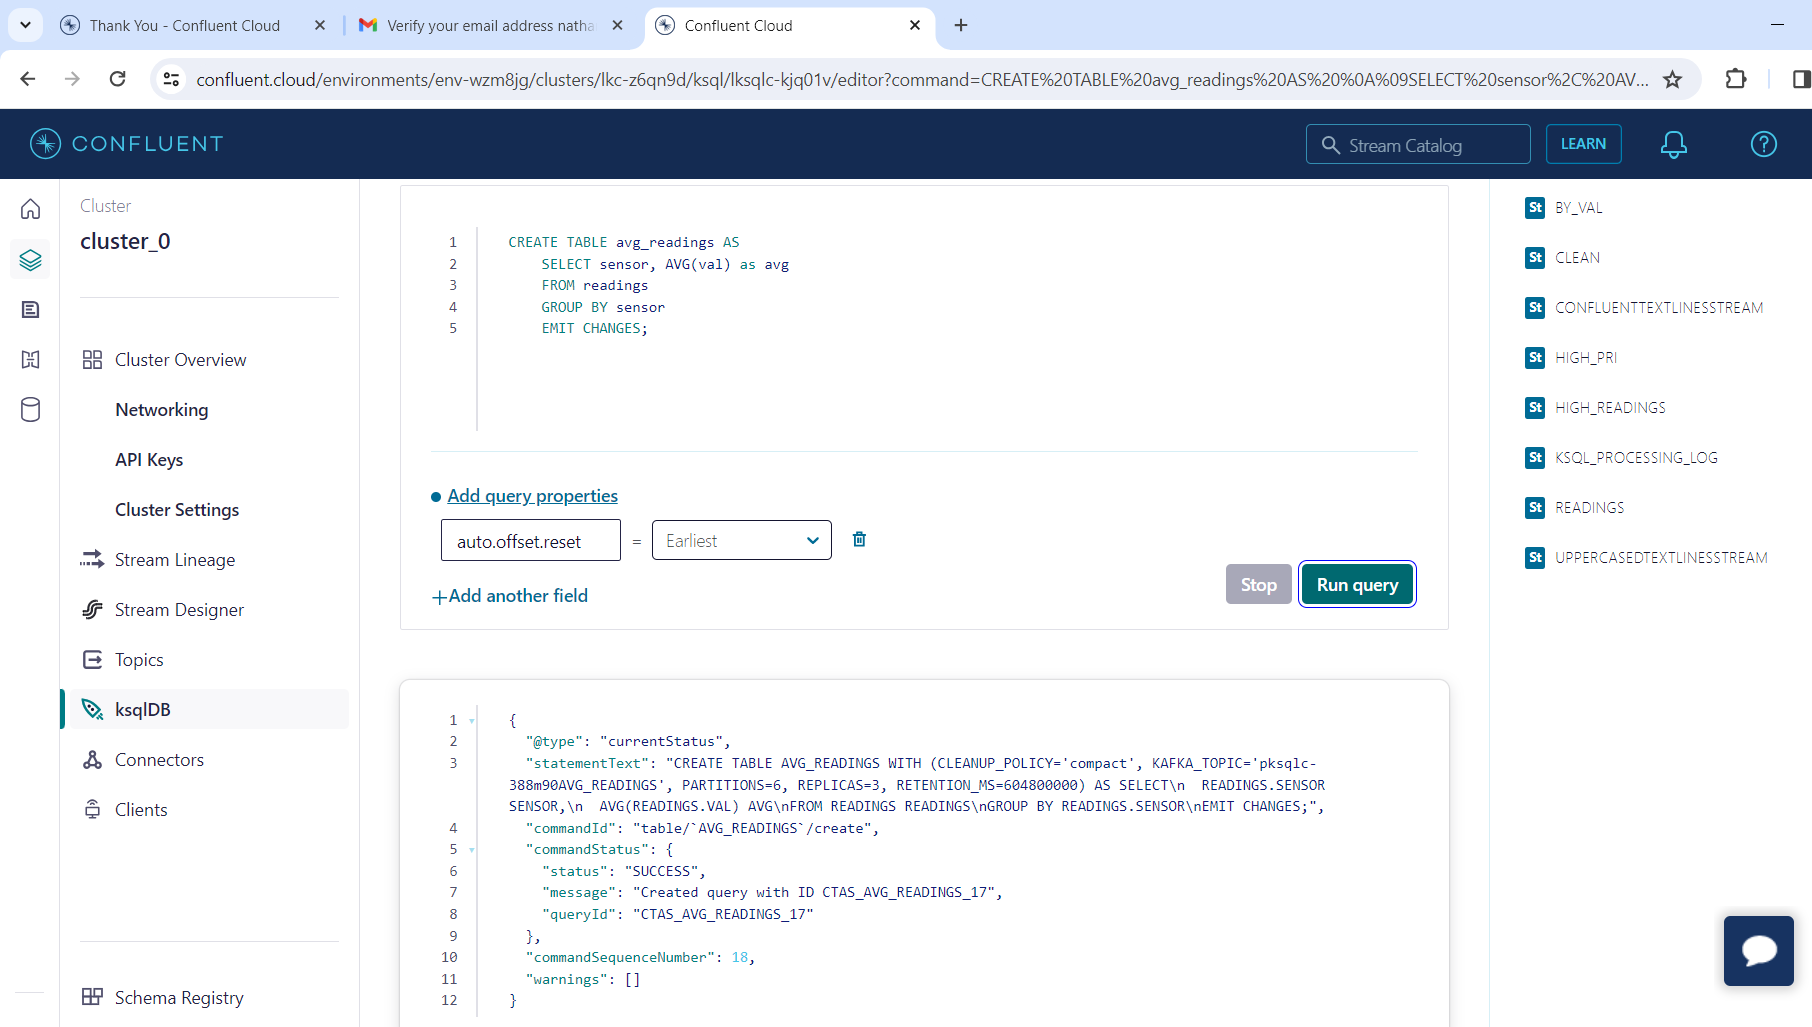 Thank You - Confluent Cloud
Verify your email address natha
Confluent Cloud
confluent.cloud/environments/env-wzm8jg/clusters/lkc-z6qn9d/ksql/lksqlc-kjq01v/editor?command=CREATE%20TABLE%20avg_readings%20AS%20%0A%09SELECT%20sensor%2C%20AV...
CONFLUENT
Stream Catalog
LEARN
Cluster
cluster_0
Cluster Overview
Networking
API Keys
Cluster Settings
Stream Lineage
Stream Designer
Topics
ksqlDB
Connectors
Clients
Schema Registry
1 CREATE TABLE avg_readings AS
2 SELECT sensor, AVG(val) as avg
3 FROM readings
4 GROUP BY sensor
5 EMIT CHANGES;
Add query properties
auto.offset.reset = Earliest
+Add another field
Stop
Run query
1 {
2 "@type": "currentStatus",
3 "statementText": "CREATE TABLE AVG_READINGS WITH (CLEANUP_POLICY='compact', KAFKA_TOPIC='pksqlc-
388m90AVG_READINGS', PARTITIONS=6, REPLICAS=3, RETENTION_MS=604800000) AS SELECT\n  READINGS.SENSOR
SENSOR,\n  AVG(READINGS.VAL) AVG\nFROM READINGS READINGS\nGROUP BY READINGS.SENSOR\nEMIT CHANGES;",
4 "commandId": "table/`AVG_READINGS`/create",
5 "commandStatus": {
6 "status": "SUCCESS",
7 "message": "Created query with ID CTAS_AVG_READINGS_17",
8 "queryId": "CTAS_AVG_READINGS_17"
9 },
10 "commandSequenceNumber": 18,
11 "warnings": []
12 }
St BY_VAL
St CLEAN
St CONFLUENTTEXTLINESSTREAM
St HIGH_PRI
St HIGH_READINGS
St KSQL_PROCESSING_LOG
St READINGS
St UPPERCASEDTEXTLINESSTREAM